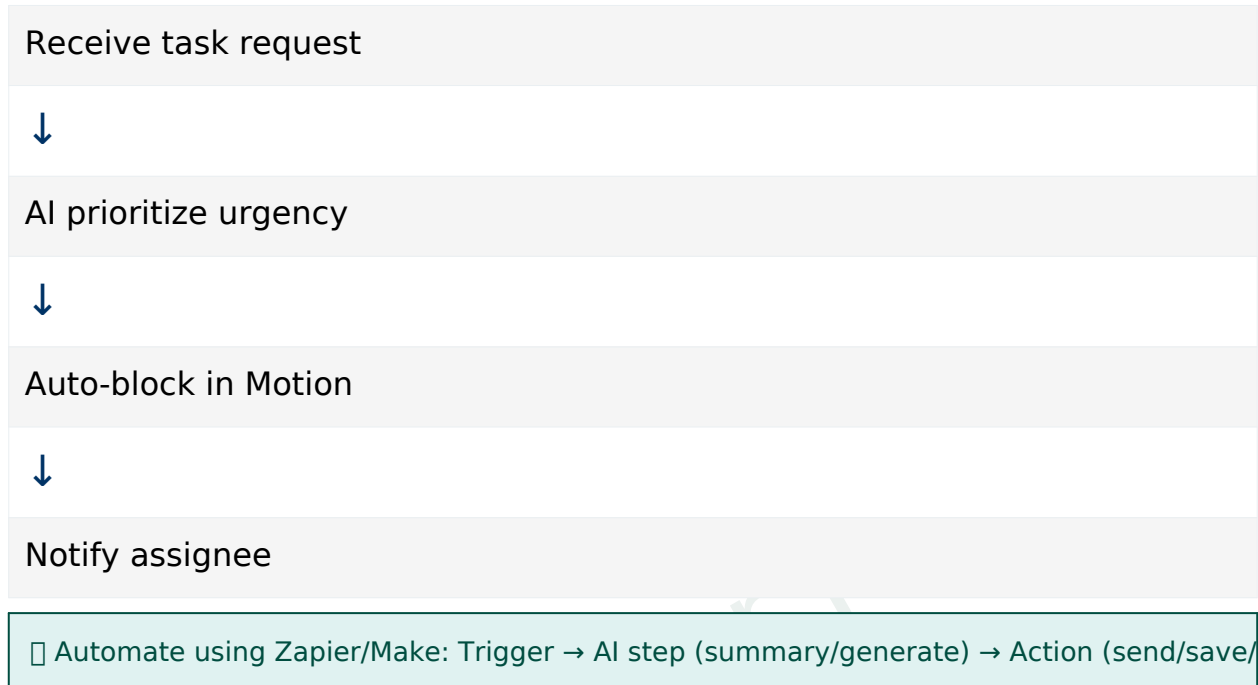 Receive task request
↓
AI prioritize urgency
↓
Auto-block in Motion
↓
Notify assignee
Automate using Zapier/Make: Trigger → AI step (summary/generate) → Action (send/save/